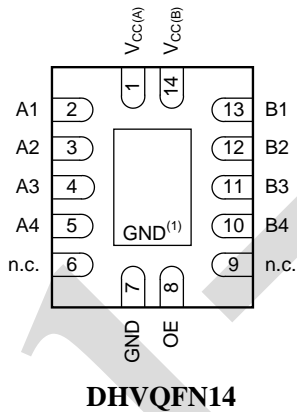 VCC(A) VCC(B)
1 14
A1 2 13 B1
A2 3 12 B2
A3 4 11 B3
A4 5 10 B4
GND(1)
n.c. 6 9 n.c.
7 8
GND OE
DHVQFN14